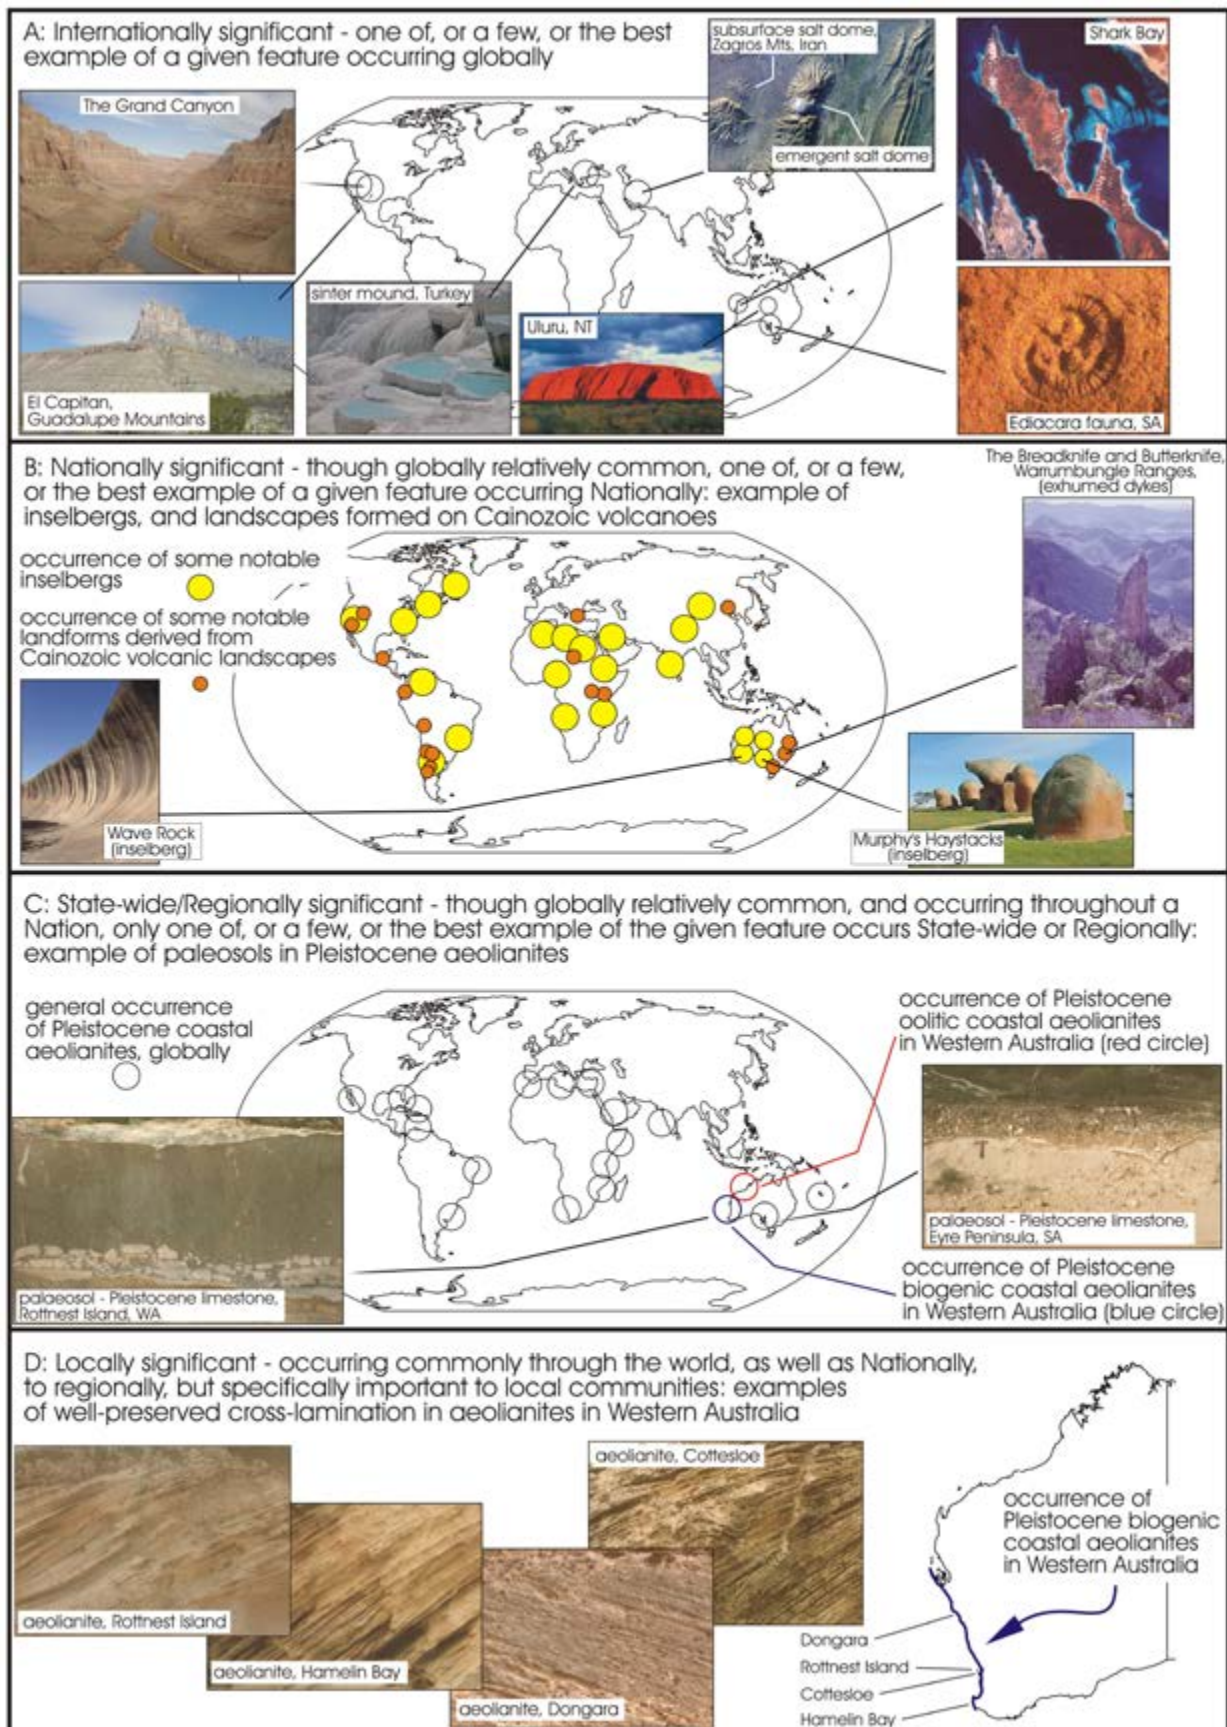 A: Internationally significant - one of, or a few, or the best
example of a given feature occurring globally
The Grand Canyon
subsurface salt dome,
Zagros Mts, Iran
emergent salt dome
Shark Bay
El Capitan,
Guadalupe Mountains
sinter mound, Turkey
Uluru, NT
Ediacara fauna, SA
B: Nationally significant - though globally relatively common, one of, or a few,
or the best example of a given feature occurring Nationally: example of
inselbergs, and landscapes formed on Cainozoic volcanoes
The Breadknife and Butterknife,
Warrumbungle Ranges,
(exhumed dykes)
occurrence of some notable
inselbergs
occurrence of some notable
landforms derived from
Cainozoic volcanic landscapes
Wave Rock
(inselberg)
Murphy's Haystacks
(inselberg)
C: State-wide/Regionally significant - though globally relatively common, and occurring throughout a
Nation, only one of, or a few, or the best example of the given feature occurs State-wide or Regionally:
example of paleosols in Pleistocene aeolianites
general occurrence
of Pleistocene coastal
aeolianites, globally
occurrence of Pleistocene
oolitic coastal aeolianites
in Western Australia (red circle)
palaeosol - Pleistocene limestone,
Rottnest Island, WA
palaeosol - Pleistocene limestone,
Eyre Peninsula, SA
occurrence of Pleistocene
biogenic coastal aeolianites
in Western Australia (blue circle)
D: Locally significant - occurring commonly through the world, as well as Nationally,
to regionally, but specifically important to local communities: examples
of well-preserved cross-lamination in aeolianites in Western Australia
aeolianite, Rottnest Island
aeolianite, Hamelin Bay
aeolianite, Dongara
aeolianite, Cottesloe
occurrence of
Pleistocene biogenic
coastal aeolianites
in Western Australia
Dongara
Rottnest Island
Cottesloe
Hamelin Bay